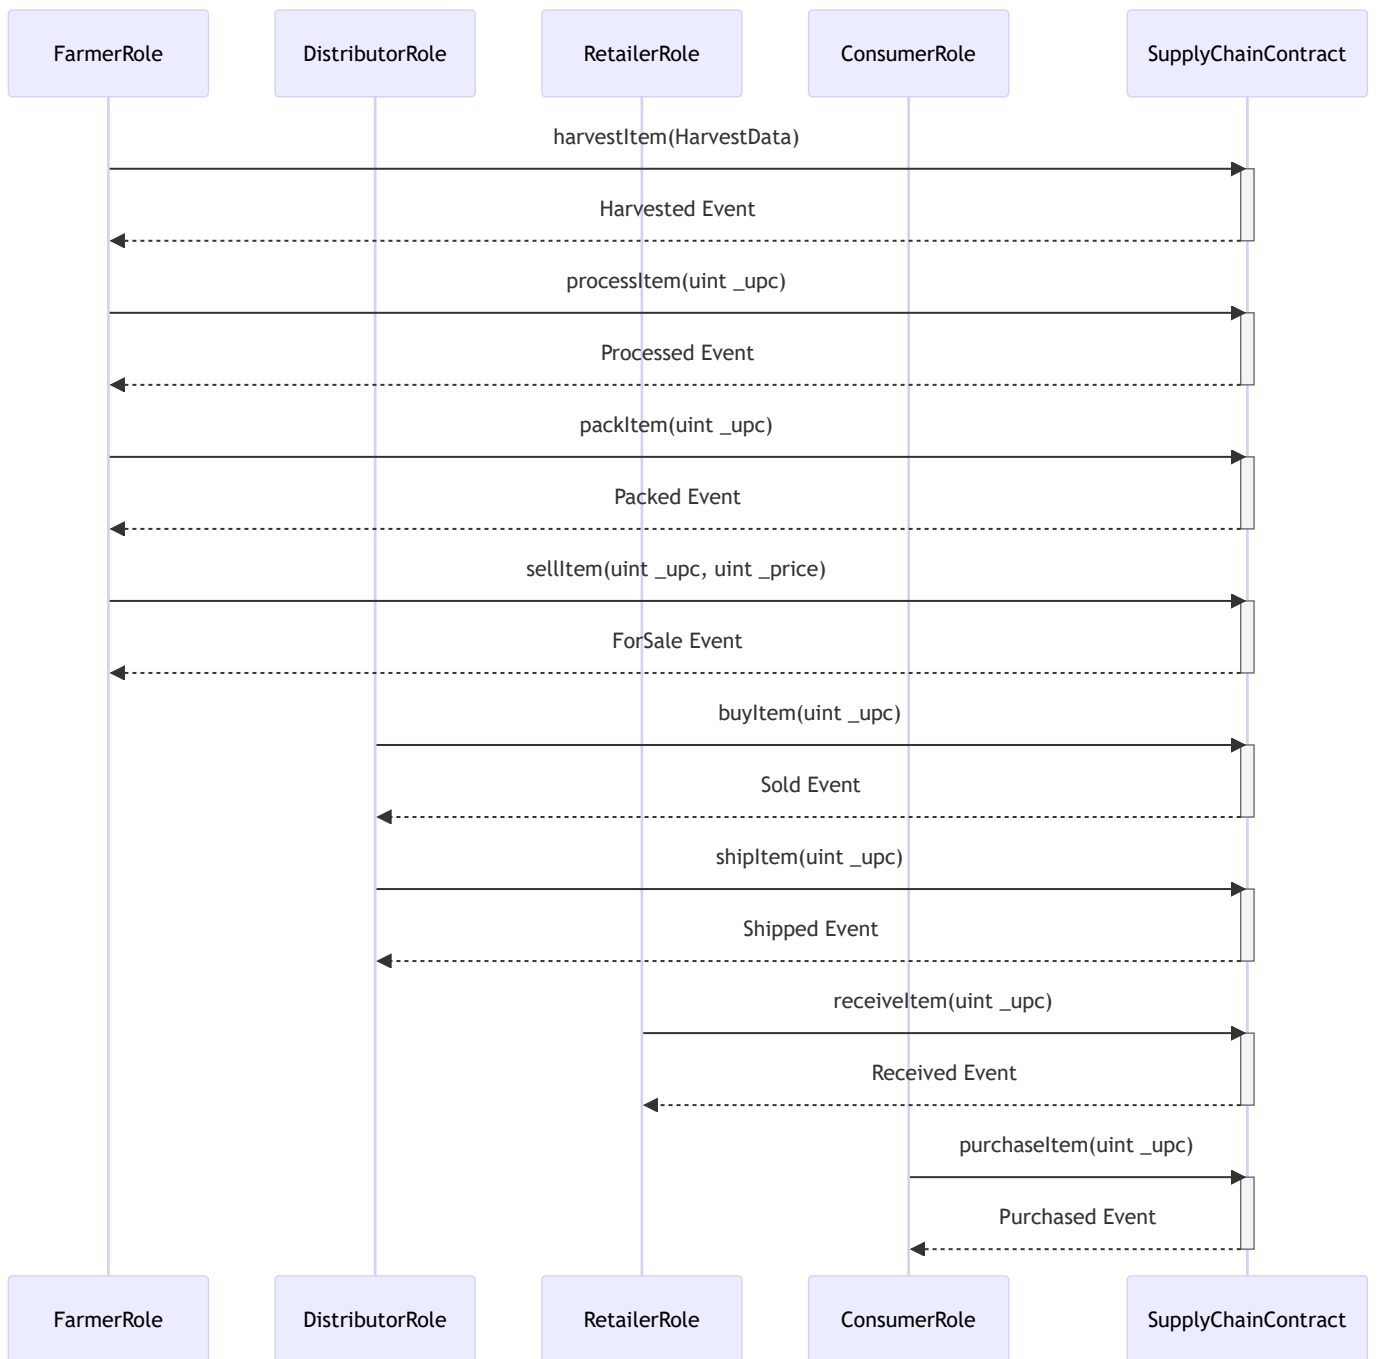 FarmerRole
DistributorRole
RetailerRole
ConsumerRole
SupplyChainContract
harvestItem(HarvestData)
Harvested Event
processItem(uint _upc)
Processed Event
packItem(uint _upc)
Packed Event
sellItem(uint _upc, uint _price)
ForSale Event
buyItem(uint _upc)
Sold Event
shipItem(uint _upc)
Shipped Event
receiveItem(uint _upc)
Received Event
purchaseItem(uint _upc)
Purchased Event
FarmerRole
DistributorRole
RetailerRole
ConsumerRole
SupplyChainContract